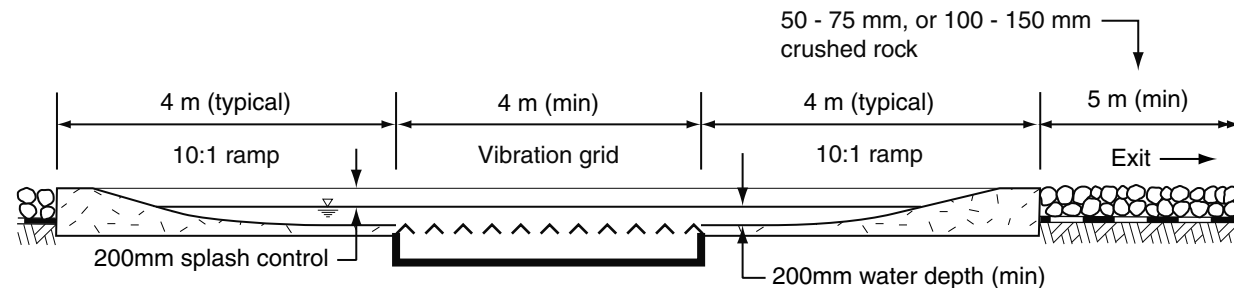 50 - 75 mm, or 100 - 150 mm
crushed rock
4 m (typical)
4 m (min)
4 m (typical)
5 m (min)
10:1 ramp
Vibration grid
10:1 ramp
Exit
200mm splash control
200mm water depth (min)